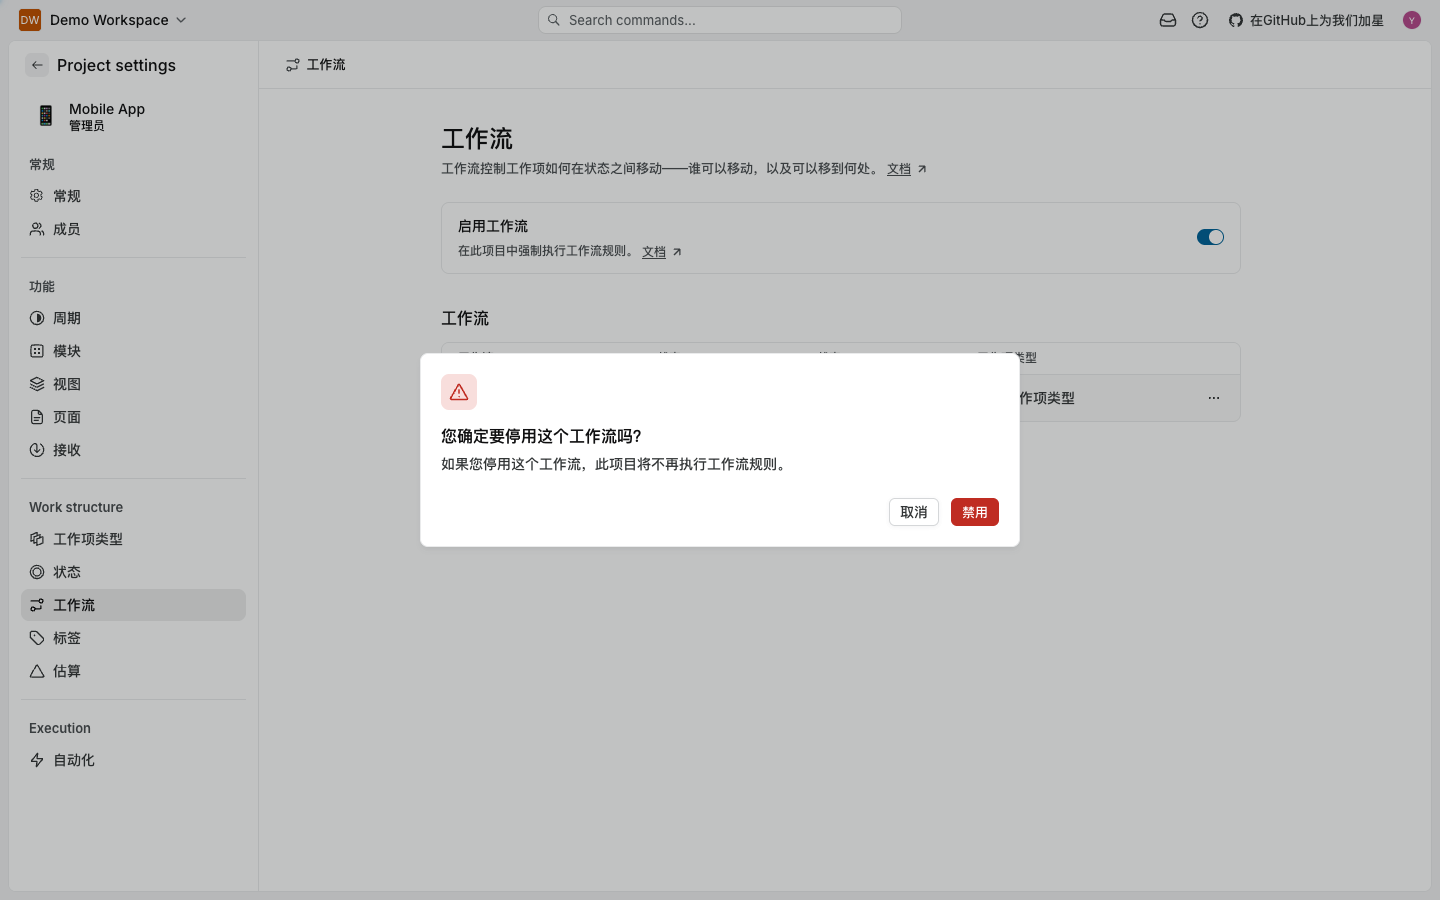 DW Demo Workspace
Search commands...
在GitHub上为我们加星
Y
Project settings
Mobile App
管理员
常规
常规
成员
功能
周期
模块
视图
页面
接收
Work structure
工作项类型
状态
工作流
标签
估算
Execution
自动化
工作流
工作流
工作流控制工作项如何在状态之间移动——谁可以移动，以及可以移到何处。 文档
启用工作流
在此项目中强制执行工作流规则。 文档
工作流
类型
作项类型
您确定要停用这个工作流吗?
如果您停用这个工作流，此项目将不再执行工作流规则。
取消
禁用